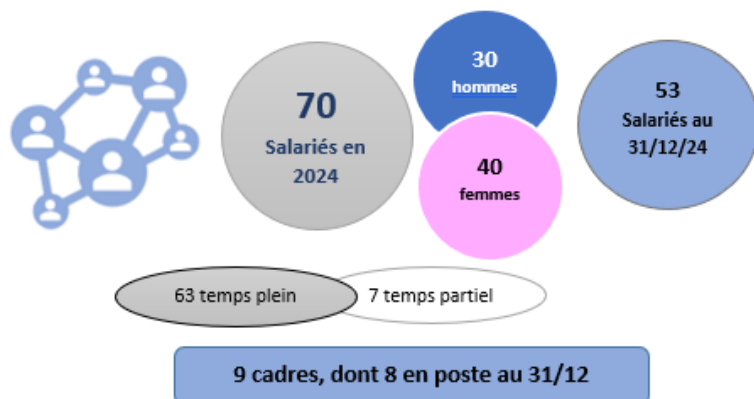 70
Salariés en
2024
30
hommes
40
femmes
53
Salariés au
31/12/24
63 temps plein
7 temps partiel
9 cadres, dont 8 en poste au 31/12